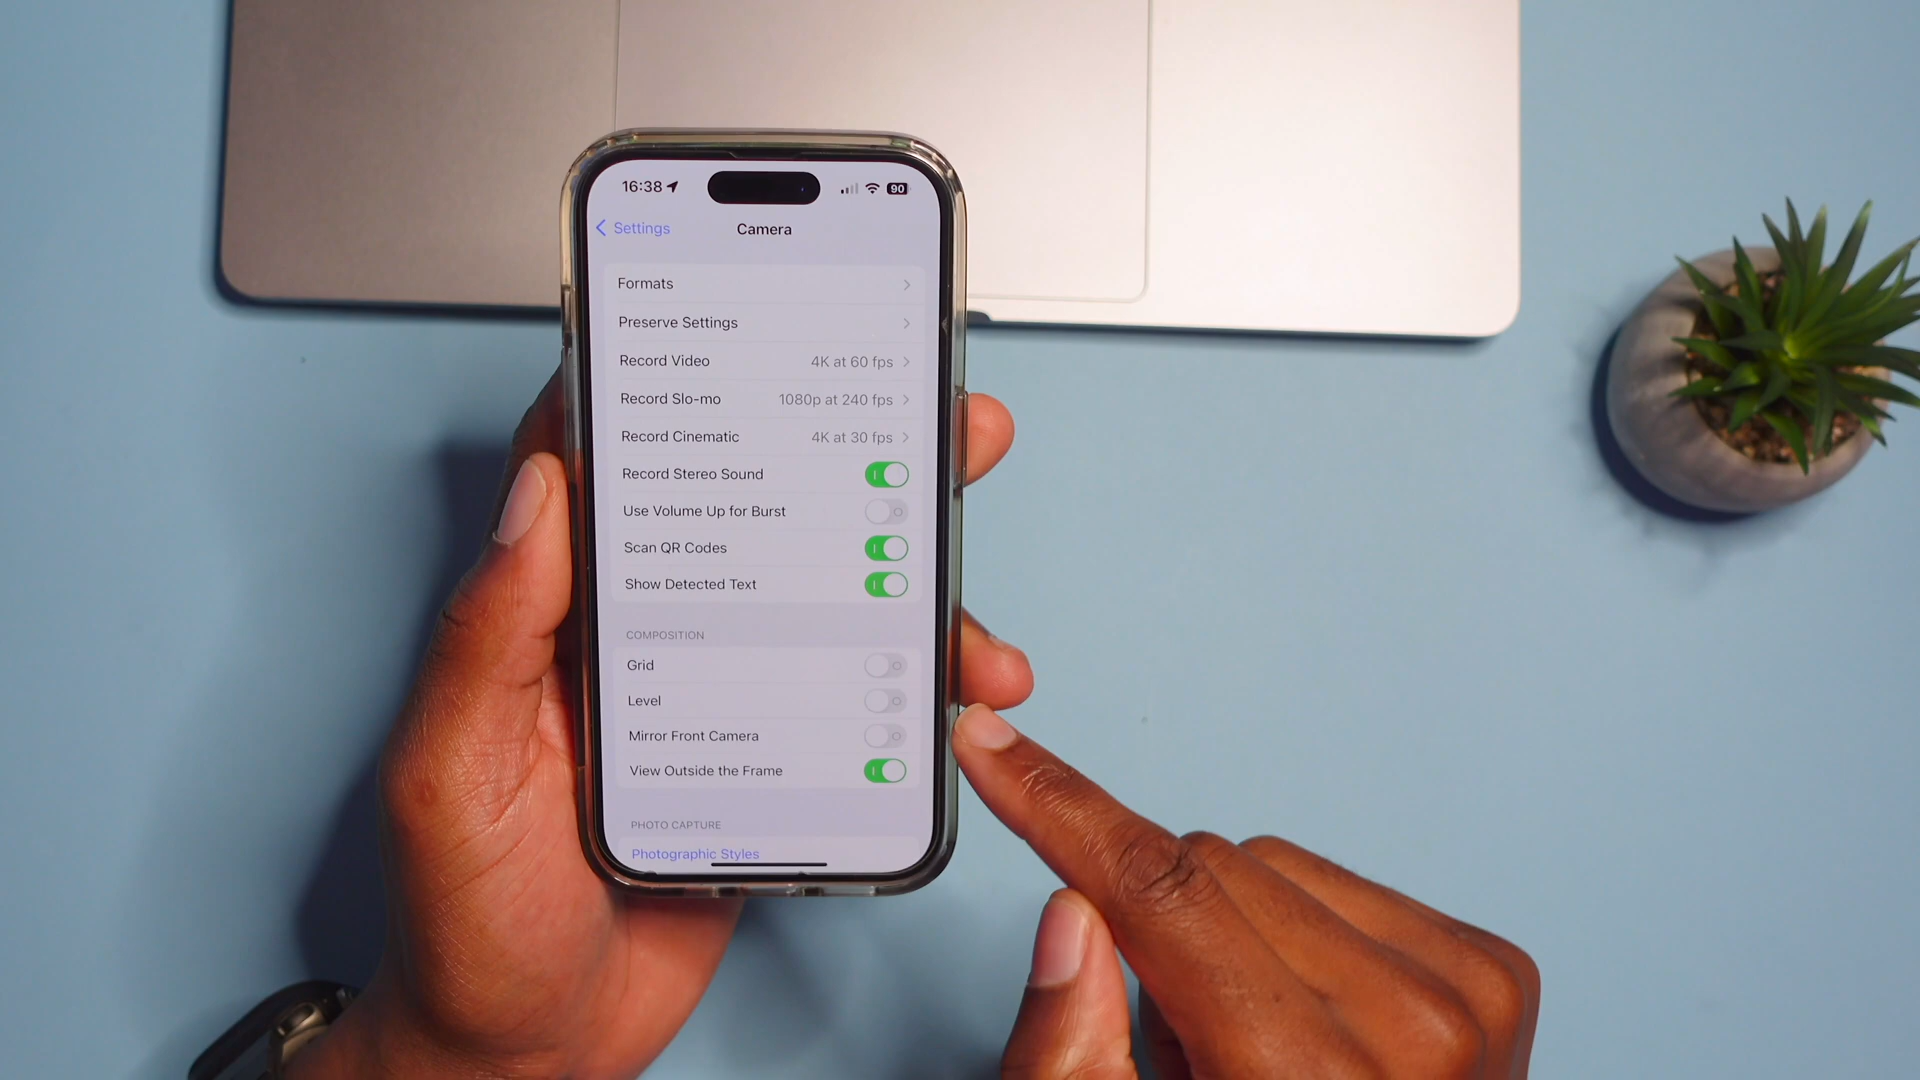 16:38 90
Settings Camera
Formats
Preserve Settings
Record Video 4K at 60 fps
Record Slo-mo 1080p at 240 fps
Record Cinematic 4K at 30 fps
Record Stereo Sound
Use Volume Up for Burst
Scan QR Codes
Show Detected Text
COMPOSITION
Grid
Level
Mirror Front Camera
View Outside the Frame
PHOTO CAPTURE
Photographic Styles